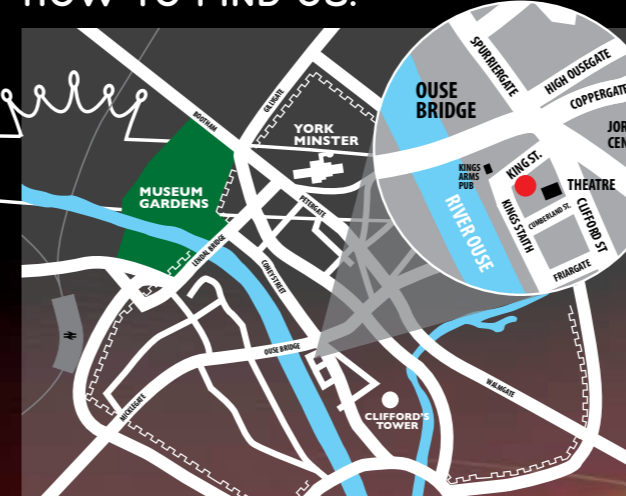 HOW TO FIND US:
BOOTHAM
GILLYGATE
YORK
MINSTER
MUSEUM
GARDENS
PETERGATE
LENDAL BRIDGE
CONEY STREET
OUSE BRIDGE
MICKLEGATE
CLIFFORD'S
TOWER
WALMGATE
OUSE
BRIDGE
SPURRIERGATE
HIGH OUSEGATE
COPPERGATE
KINGS
ARMS
PUB
KING ST.
THEATRE
RIVER OUSE
KINGS STAITH
CUMBERLAND ST.
CLIFFORD ST
FRIARGATE